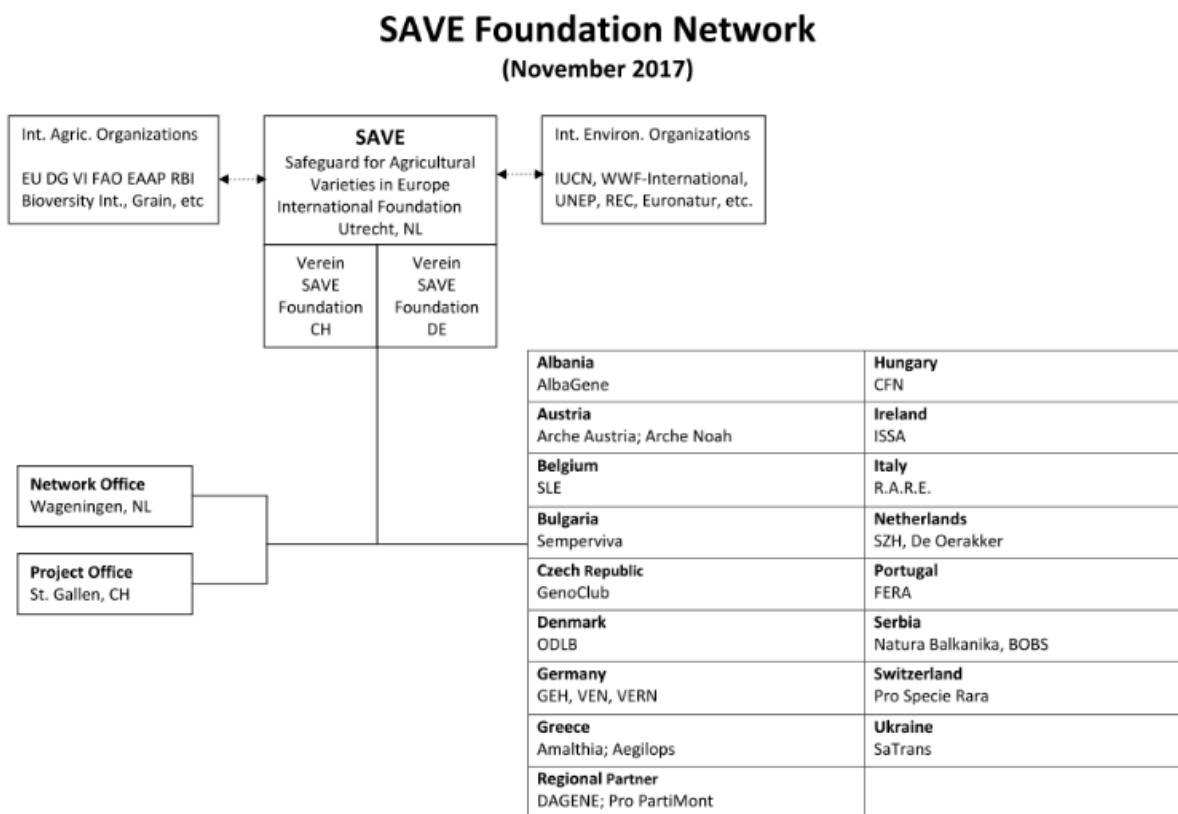 SAVE Foundation Network
(November 2017)
Int. Agric. Organizations
EU DG VI FAO EAAP RBI
Bioversity Int., Grain, etc
SAVE
Safeguard for Agricultural
Varieties in Europe
International Foundation
Utrecht, NL
Int. Environ. Organizations
IUCN, WWF-International,
UNEP, REC, Euronatur, etc.
Verein
SAVE
Foundation
CH
Verein
SAVE
Foundation
DE
Network Office
Wageningen, NL
Project Office
St. Gallen, CH
Albania
AlbaGene
Hungary
CFN
Austria
Arche Austria; Arche Noah
Ireland
ISSA
Belgium
SLE
Italy
R.A.R.E.
Bulgaria
Semperviva
Netherlands
SZH, De Oerakker
Czech Republic
GenoClub
Portugal
FERA
Denmark
ODLB
Serbia
Natura Balkanika, BOBS
Germany
GEH, VEN, VERN
Switzerland
Pro Specie Rara
Greece
Amalthia; Aegilops
Ukraine
SaTrans
Regional Partner
DAGENE; Pro PartiMont